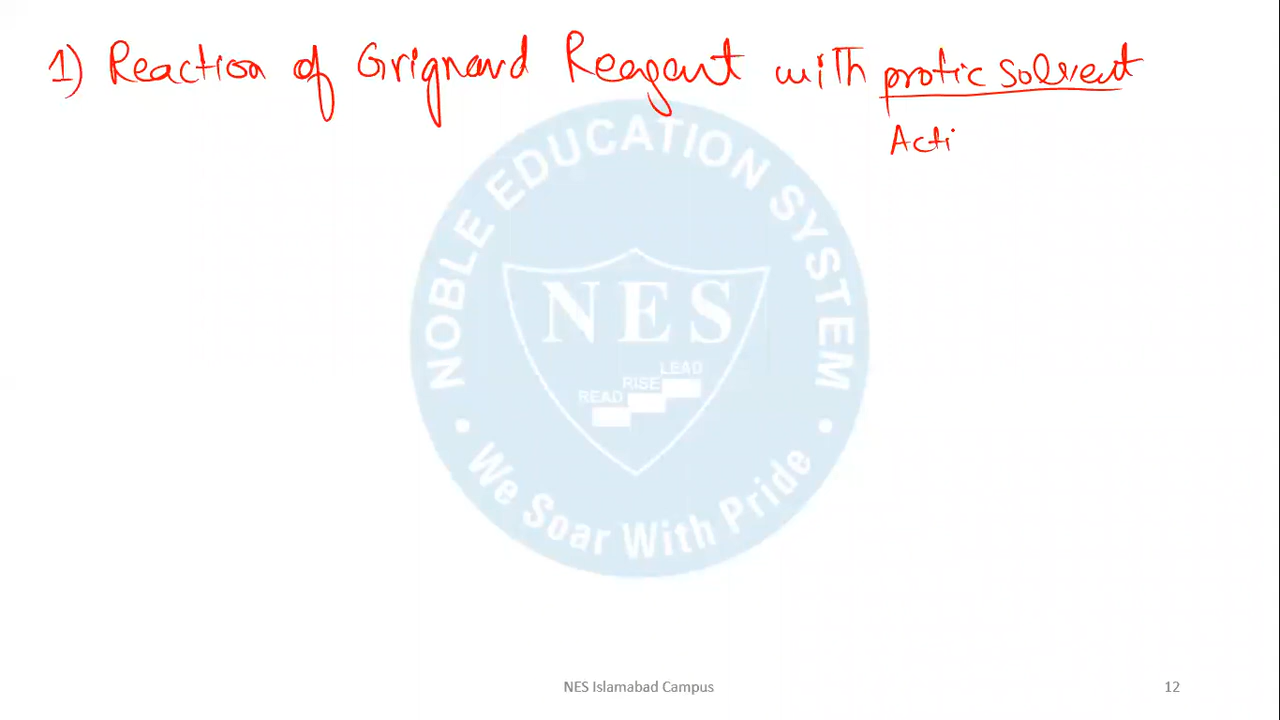 1) Reaction of Grignard Reagent with protic solvent
Acti
NOBLE EDUCATION SYSTEM
NES
LEAD
RISE
READ
• We Soar With Pride •
NES Islamabad Campus
12